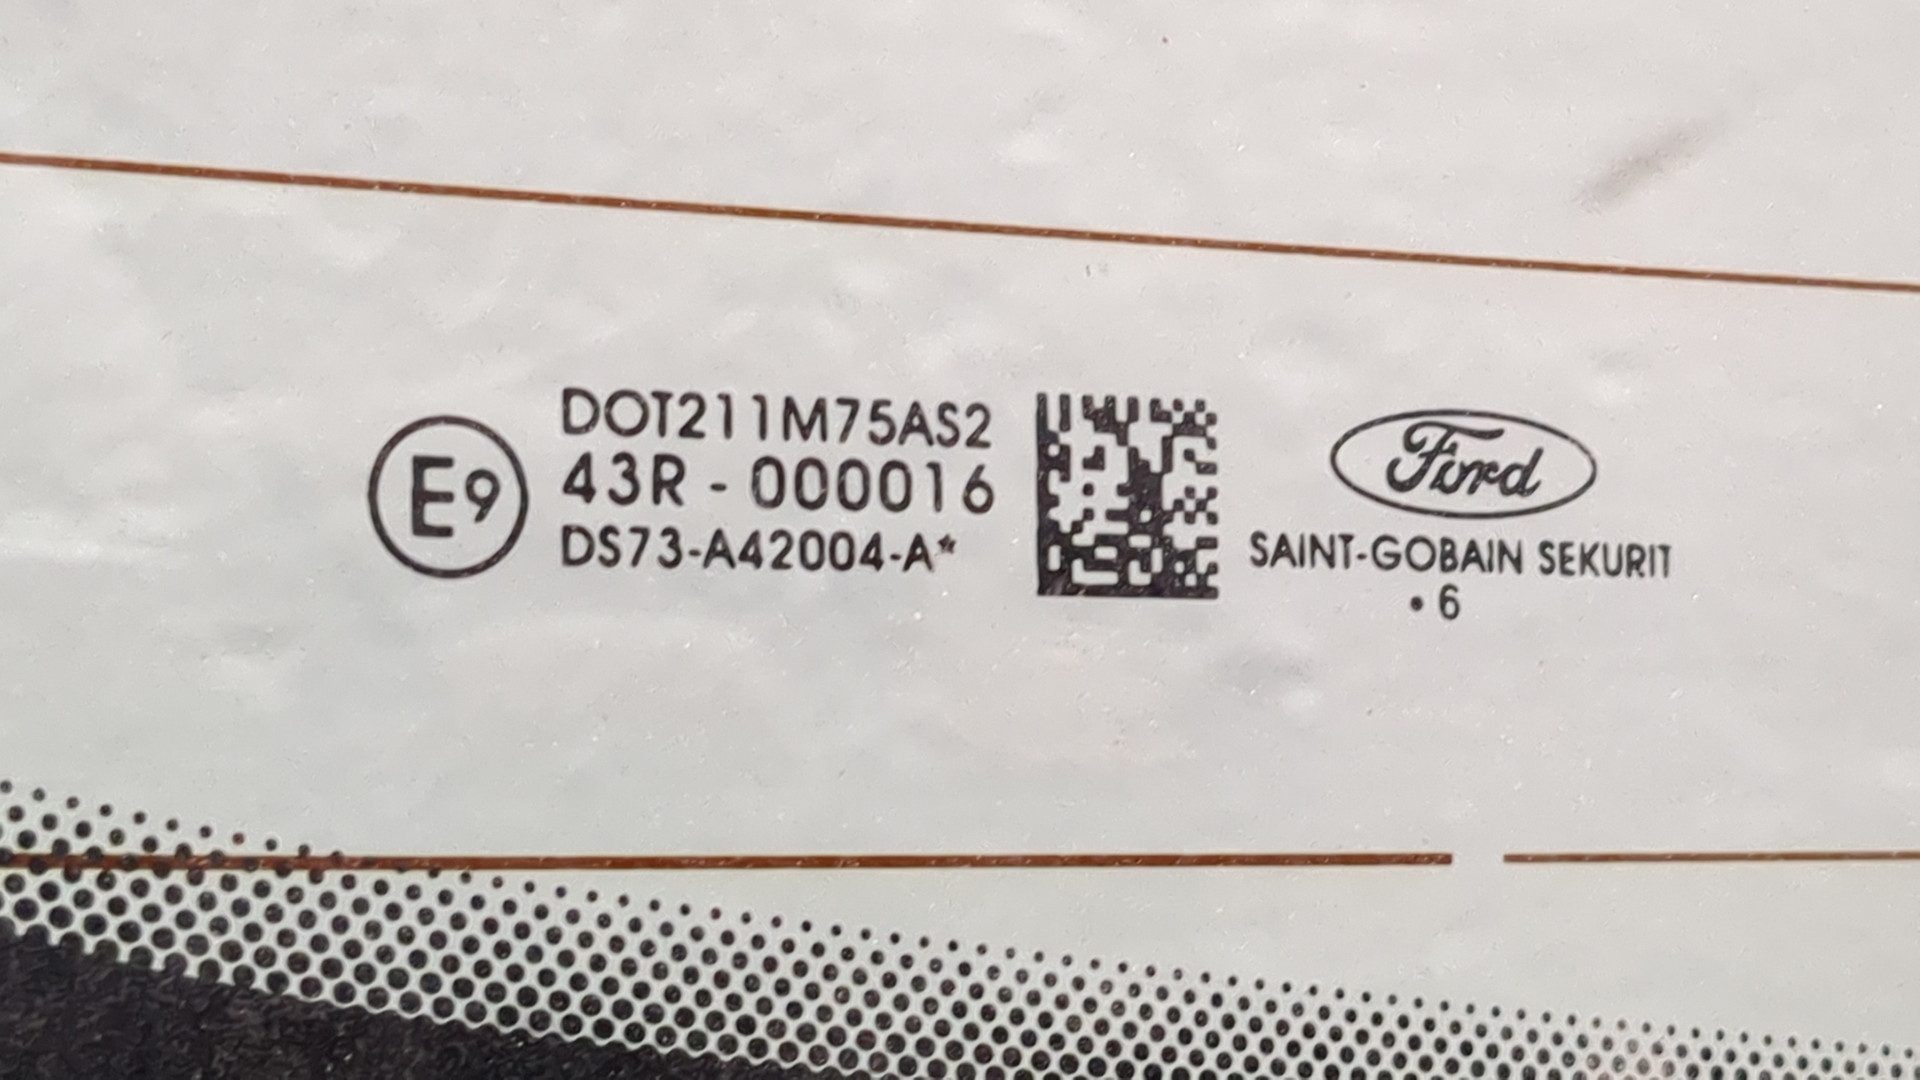 E9
DOT211M75AS2
43R - 000016
DS73-A42004-A*
Ford
SAINT-GOBAIN SEKURIT
• 6